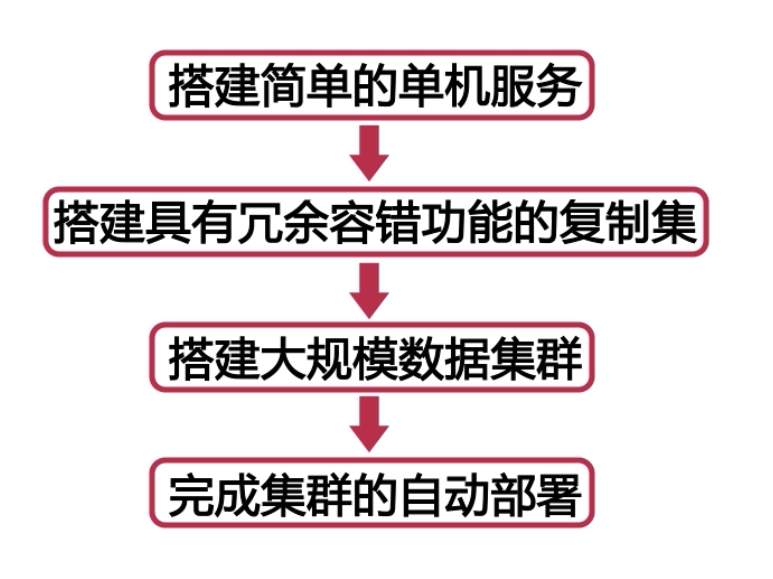 搭建简单的单机服务
搭建具有冗余容错功能的复制集
搭建大规模数据集群
完成集群的自动部署